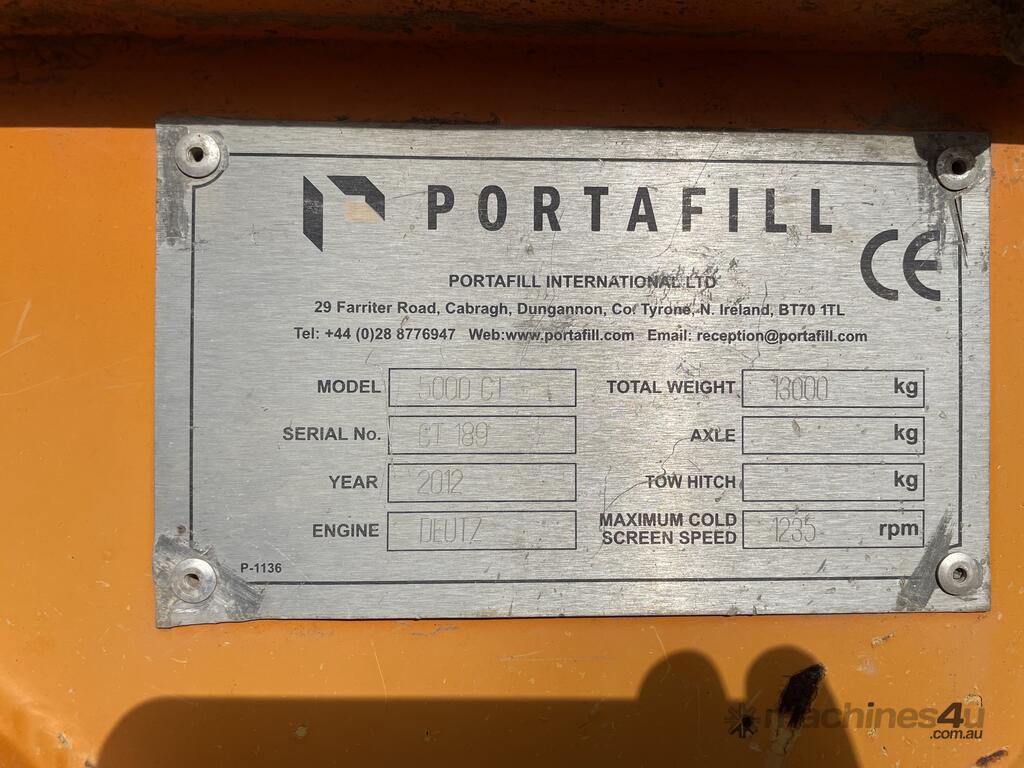 PORTAFILL
CE
PORTAFILL INTERNATIONAL LTD
29 Farriter Road, Cabragh, Dungannon, Co. Tyrone, N. Ireland, BT70 1TL
Tel: +44 (0)28 8776947 Web:www.portafill.com Email: reception@portafill.com
MODEL 5000 CT TOTAL WEIGHT 13000 kg
SERIAL No. CT 189 AXLE kg
YEAR 2012 TOW HITCH kg
ENGINE DEUTZ MAXIMUM COLD SCREEN SPEED 1235 rpm
P-1136
machines4u
.com.au